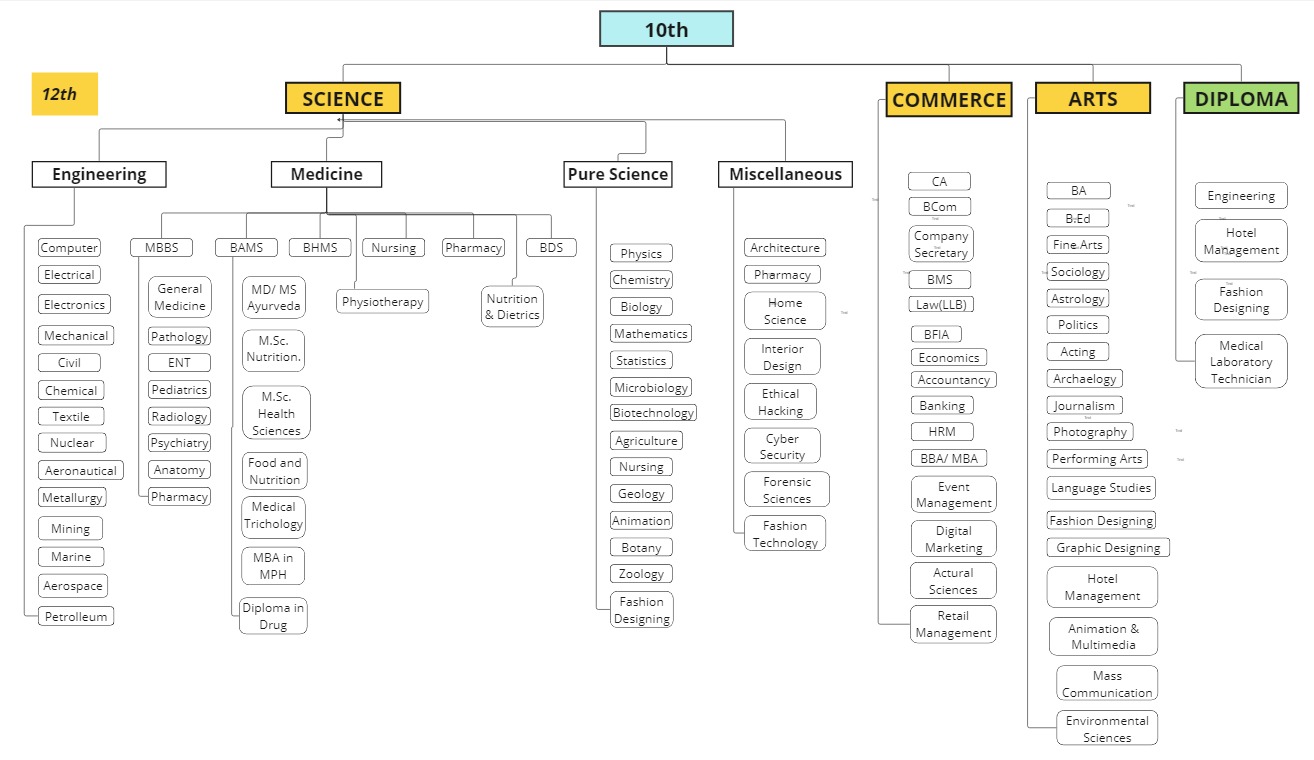 10th
12th
SCIENCE
COMMERCE
ARTS
DIPLOMA
Engineering
Medicine
Pure Science
Miscellaneous
Computer
Electrical
Electronics
Mechanical
Civil
Chemical
Textile
Nuclear
Aeronautical
Metallurgy
Mining
Marine
Aerospace
Petrolleum
MBBS
BAMS
BHMS
Nursing
Pharmacy
BDS
Physiotherapy
Nutrition
& Dietrics
General
Medicine
Pathology
ENT
Pediatrics
Radiology
Psychiatry
Anatomy
Pharmacy
MD/ MS
Ayurveda
M.Sc.
Nutrition.
M.Sc.
Health
Sciences
Food and
Nutrition
Medical
Trichology
MBA in
MPH
Diploma in
Drug
Physics
Chemistry
Biology
Mathematics
Statistics
Microbiology
Biotechnology
Agriculture
Nursing
Geology
Animation
Botany
Zoology
Fashion
Designing
Architecture
Pharmacy
Home
Science
Interior
Design
Ethical
Hacking
Cyber
Security
Forensic
Sciences
Fashion
Technology
CA
BCom
Company
Secretary
BMS
Law(LLB)
BFIA
Economics
Accountancy
Banking
HRM
BBA/ MBA
Event
Management
Digital
Marketing
Actural
Sciences
Retail
Management
BA
B.Ed
Fine Arts
Sociology
Astrology
Politics
Acting
Archaelogy
Journalism
Photography
Performing Arts
Language Studies
Fashion Designing
Graphic Designing
Hotel
Management
Animation &
Multimedia
Mass
Communication
Environmental
Sciences
Engineering
Hotel
Management
Fashion
Designing
Medical
Laboratory
Technician